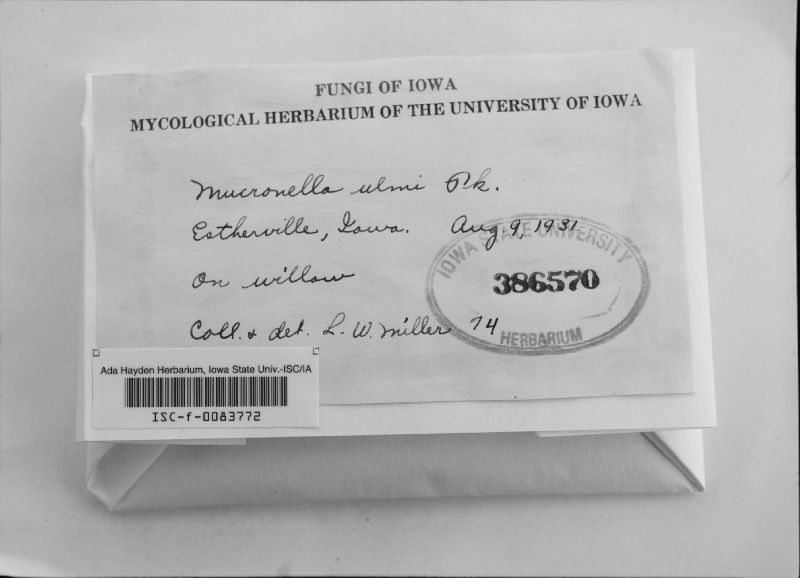 FUNGI OF IOWA
MYCOLOGICAL HERBARIUM OF THE UNIVERSITY OF IOWA
Mucronella ulmi Pk.
Estherville, Iowa. Aug. 9, 1931
On willow
Coll. & det. L. W. Miller 74
IOWA STATE UNIVERSITY
386570
HERBARIUM
Ada Hayden Herbarium, Iowa State Univ.-ISC/IA
ISC-f-0083772